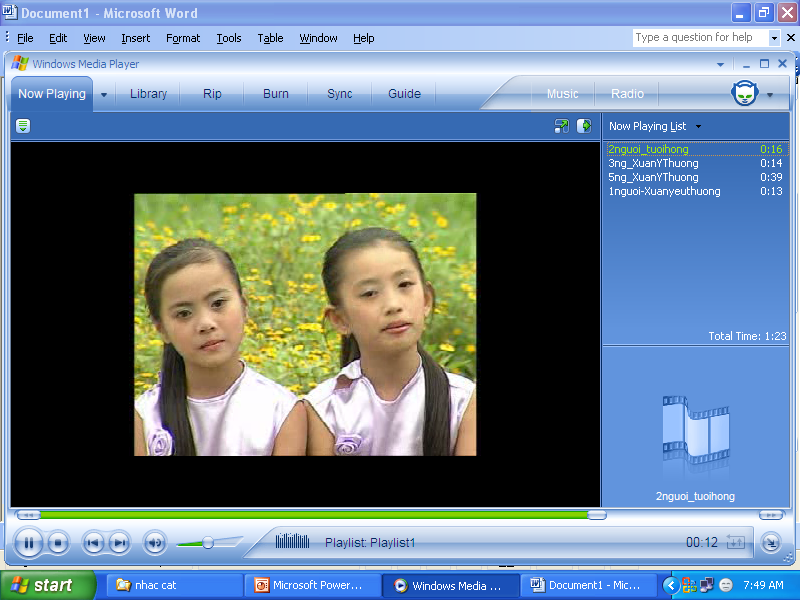 Document1 - Microsoft Word
File Edit View Insert Format Tools Table Window Help
Type a question for help
Windows Media Player
Now Playing Library Rip Burn Sync Guide Music Radio
Now Playing List
2nguoi_tuoihong 0:16
3ng_XuanYThuong 0:14
5ng_XuanYThuong 0:39
1nguoi-Xuanyeuthuong 0:13
Total Time: 1:23
2nguoi_tuoihong
Playlist: Playlist1 00:12
start nhac cat Microsoft Power... Windows Media ... Document1 - Mic... 7:49 AM